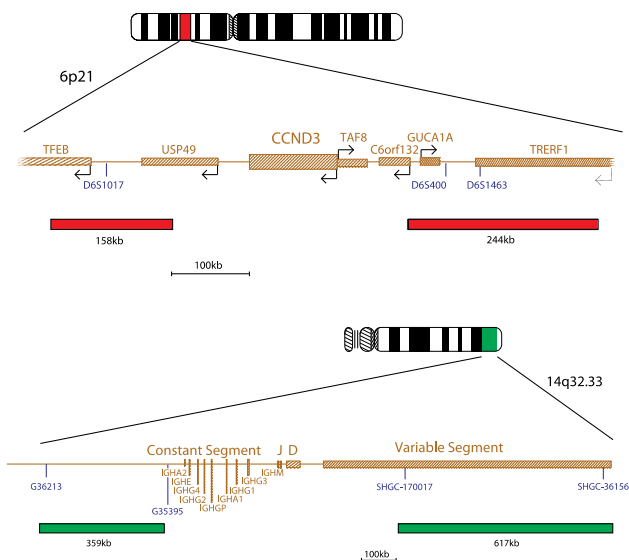 6p21
TFEB USP49 CCND3 TAF8 C6orf132 GUCA1A TRERF1
D6S1017 D6S400 D6S1463
158kb 244kb
100kb
14q32.33
Constant Segment J D Variable Segment
IGHA2 IGHM
IGHE IGHG3
IGHG4 IGHG1
IGHG2 IGHA1
IGHGP
G36213 G35395 SHGC-170017 SHGC-36156
359kb 617kb
100kb